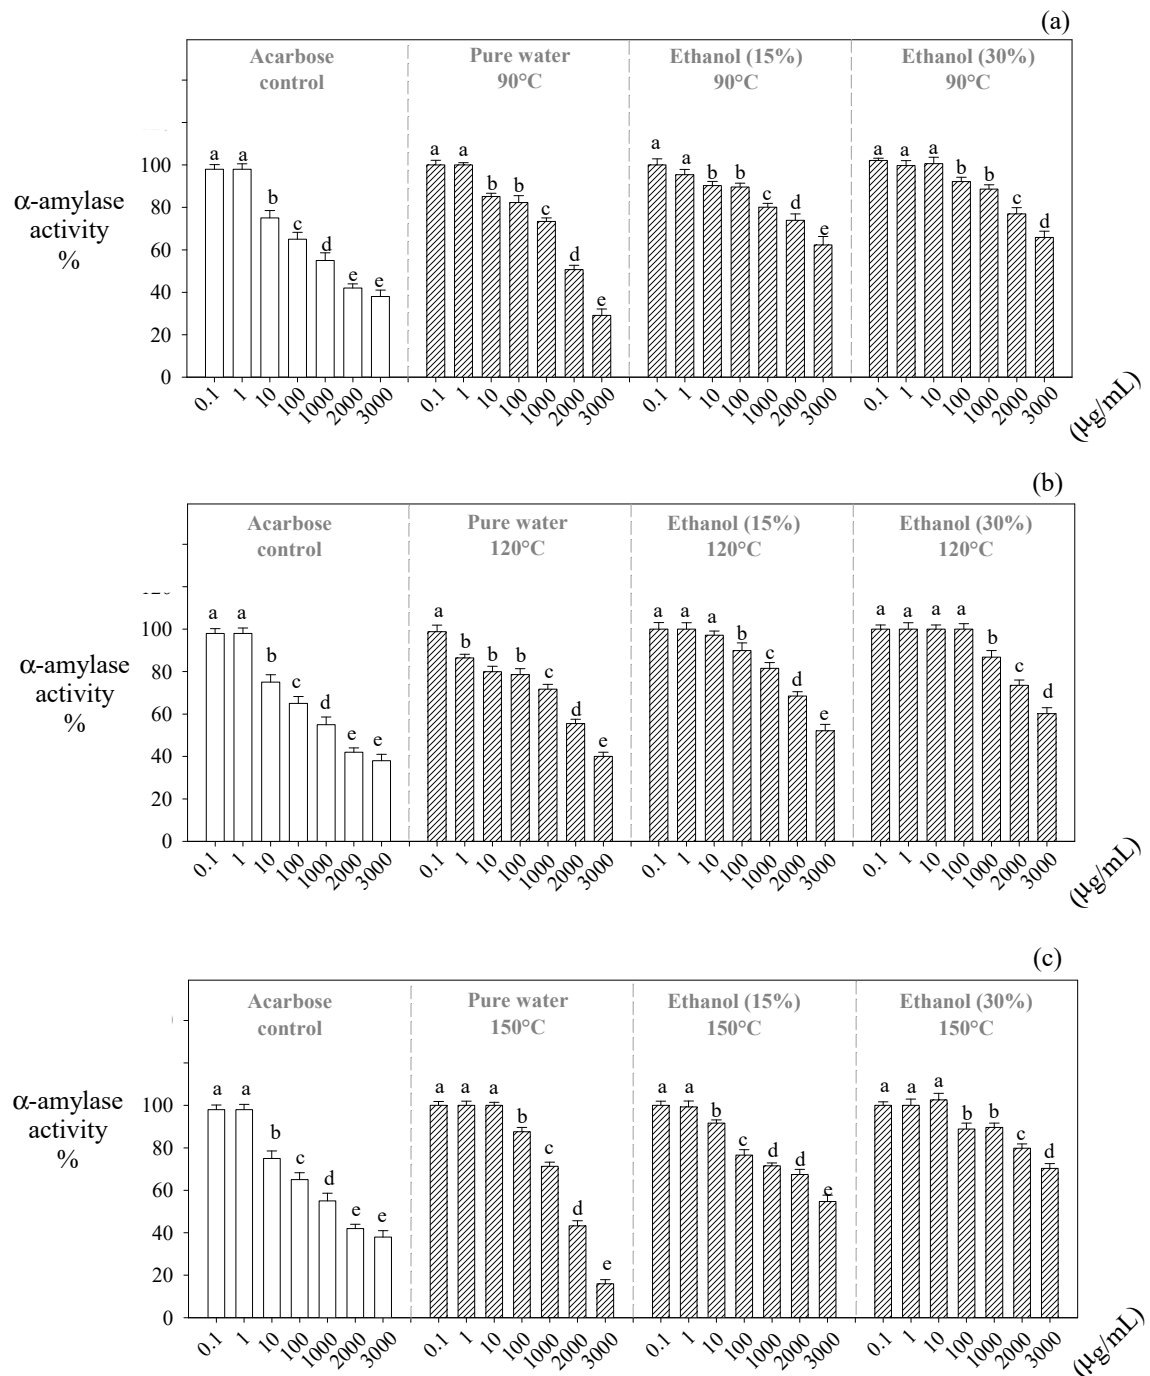 (a)
Acarbose control
Pure water 90°C
Ethanol (15%) 90°C
Ethanol (30%) 90°C
α-amylase
activity
%
100
80
60
40
20
0
a a b c d e e
a a b b c d e
a a b b c d e
a a a b b c d
0.1 1 10 100 1000 2000 3000
0.1 1 10 100 1000 2000 3000
0.1 1 10 100 1000 2000 3000
0.1 1 10 100 1000 2000 3000
(µg/mL)
(b)
Acarbose control
Pure water 120°C
Ethanol (15%) 120°C
Ethanol (30%) 120°C
α-amylase
activity
%
100
80
60
40
20
0
a a b c d e e
a b b b c d e
a a a b c d e
a a a a b c d
0.1 1 10 100 1000 2000 3000
0.1 1 10 100 1000 2000 3000
0.1 1 10 100 1000 2000 3000
0.1 1 10 100 1000 2000 3000
(µg/mL)
(c)
Acarbose control
Pure water 150°C
Ethanol (15%) 150°C
Ethanol (30%) 150°C
α-amylase
activity
%
100
80
60
40
20
0
a a b c d e e
a a a b c d e
a a b c d d e
a a a b b c d
0.1 1 10 100 1000 2000 3000
0.1 1 10 100 1000 2000 3000
0.1 1 10 100 1000 2000 3000
0.1 1 10 100 1000 2000 3000
(µg/mL)